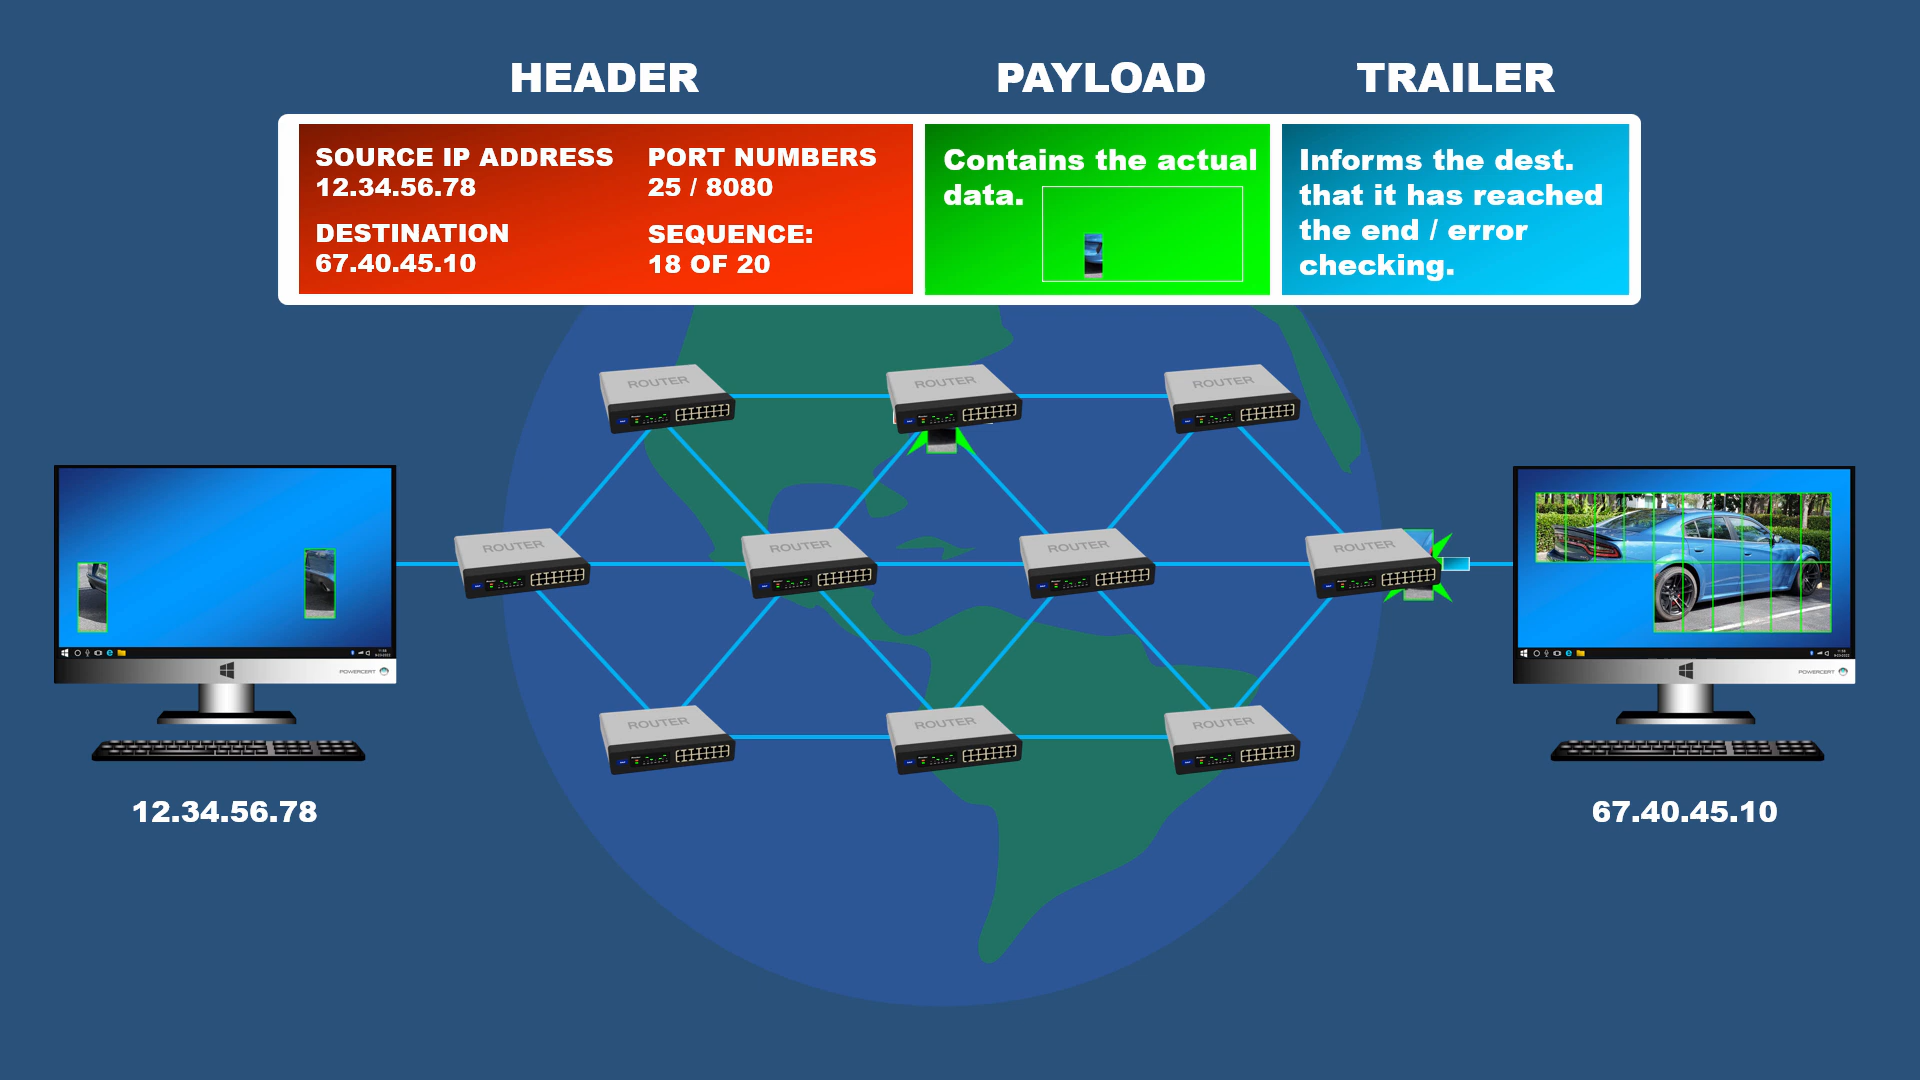 HEADER
PAYLOAD
TRAILER
SOURCE IP ADDRESS
12.34.56.78
PORT NUMBERS
25 / 8080
DESTINATION
67.40.45.10
SEQUENCE:
18 OF 20
Contains the actual
data.
Informs the dest.
that it has reached
the end / error
checking.
ROUTER
ROUTER
ROUTER
ROUTER
ROUTER
ROUTER
ROUTER
ROUTER
ROUTER
ROUTER
POWERCERT
POWERCERT
12.34.56.78
67.40.45.10